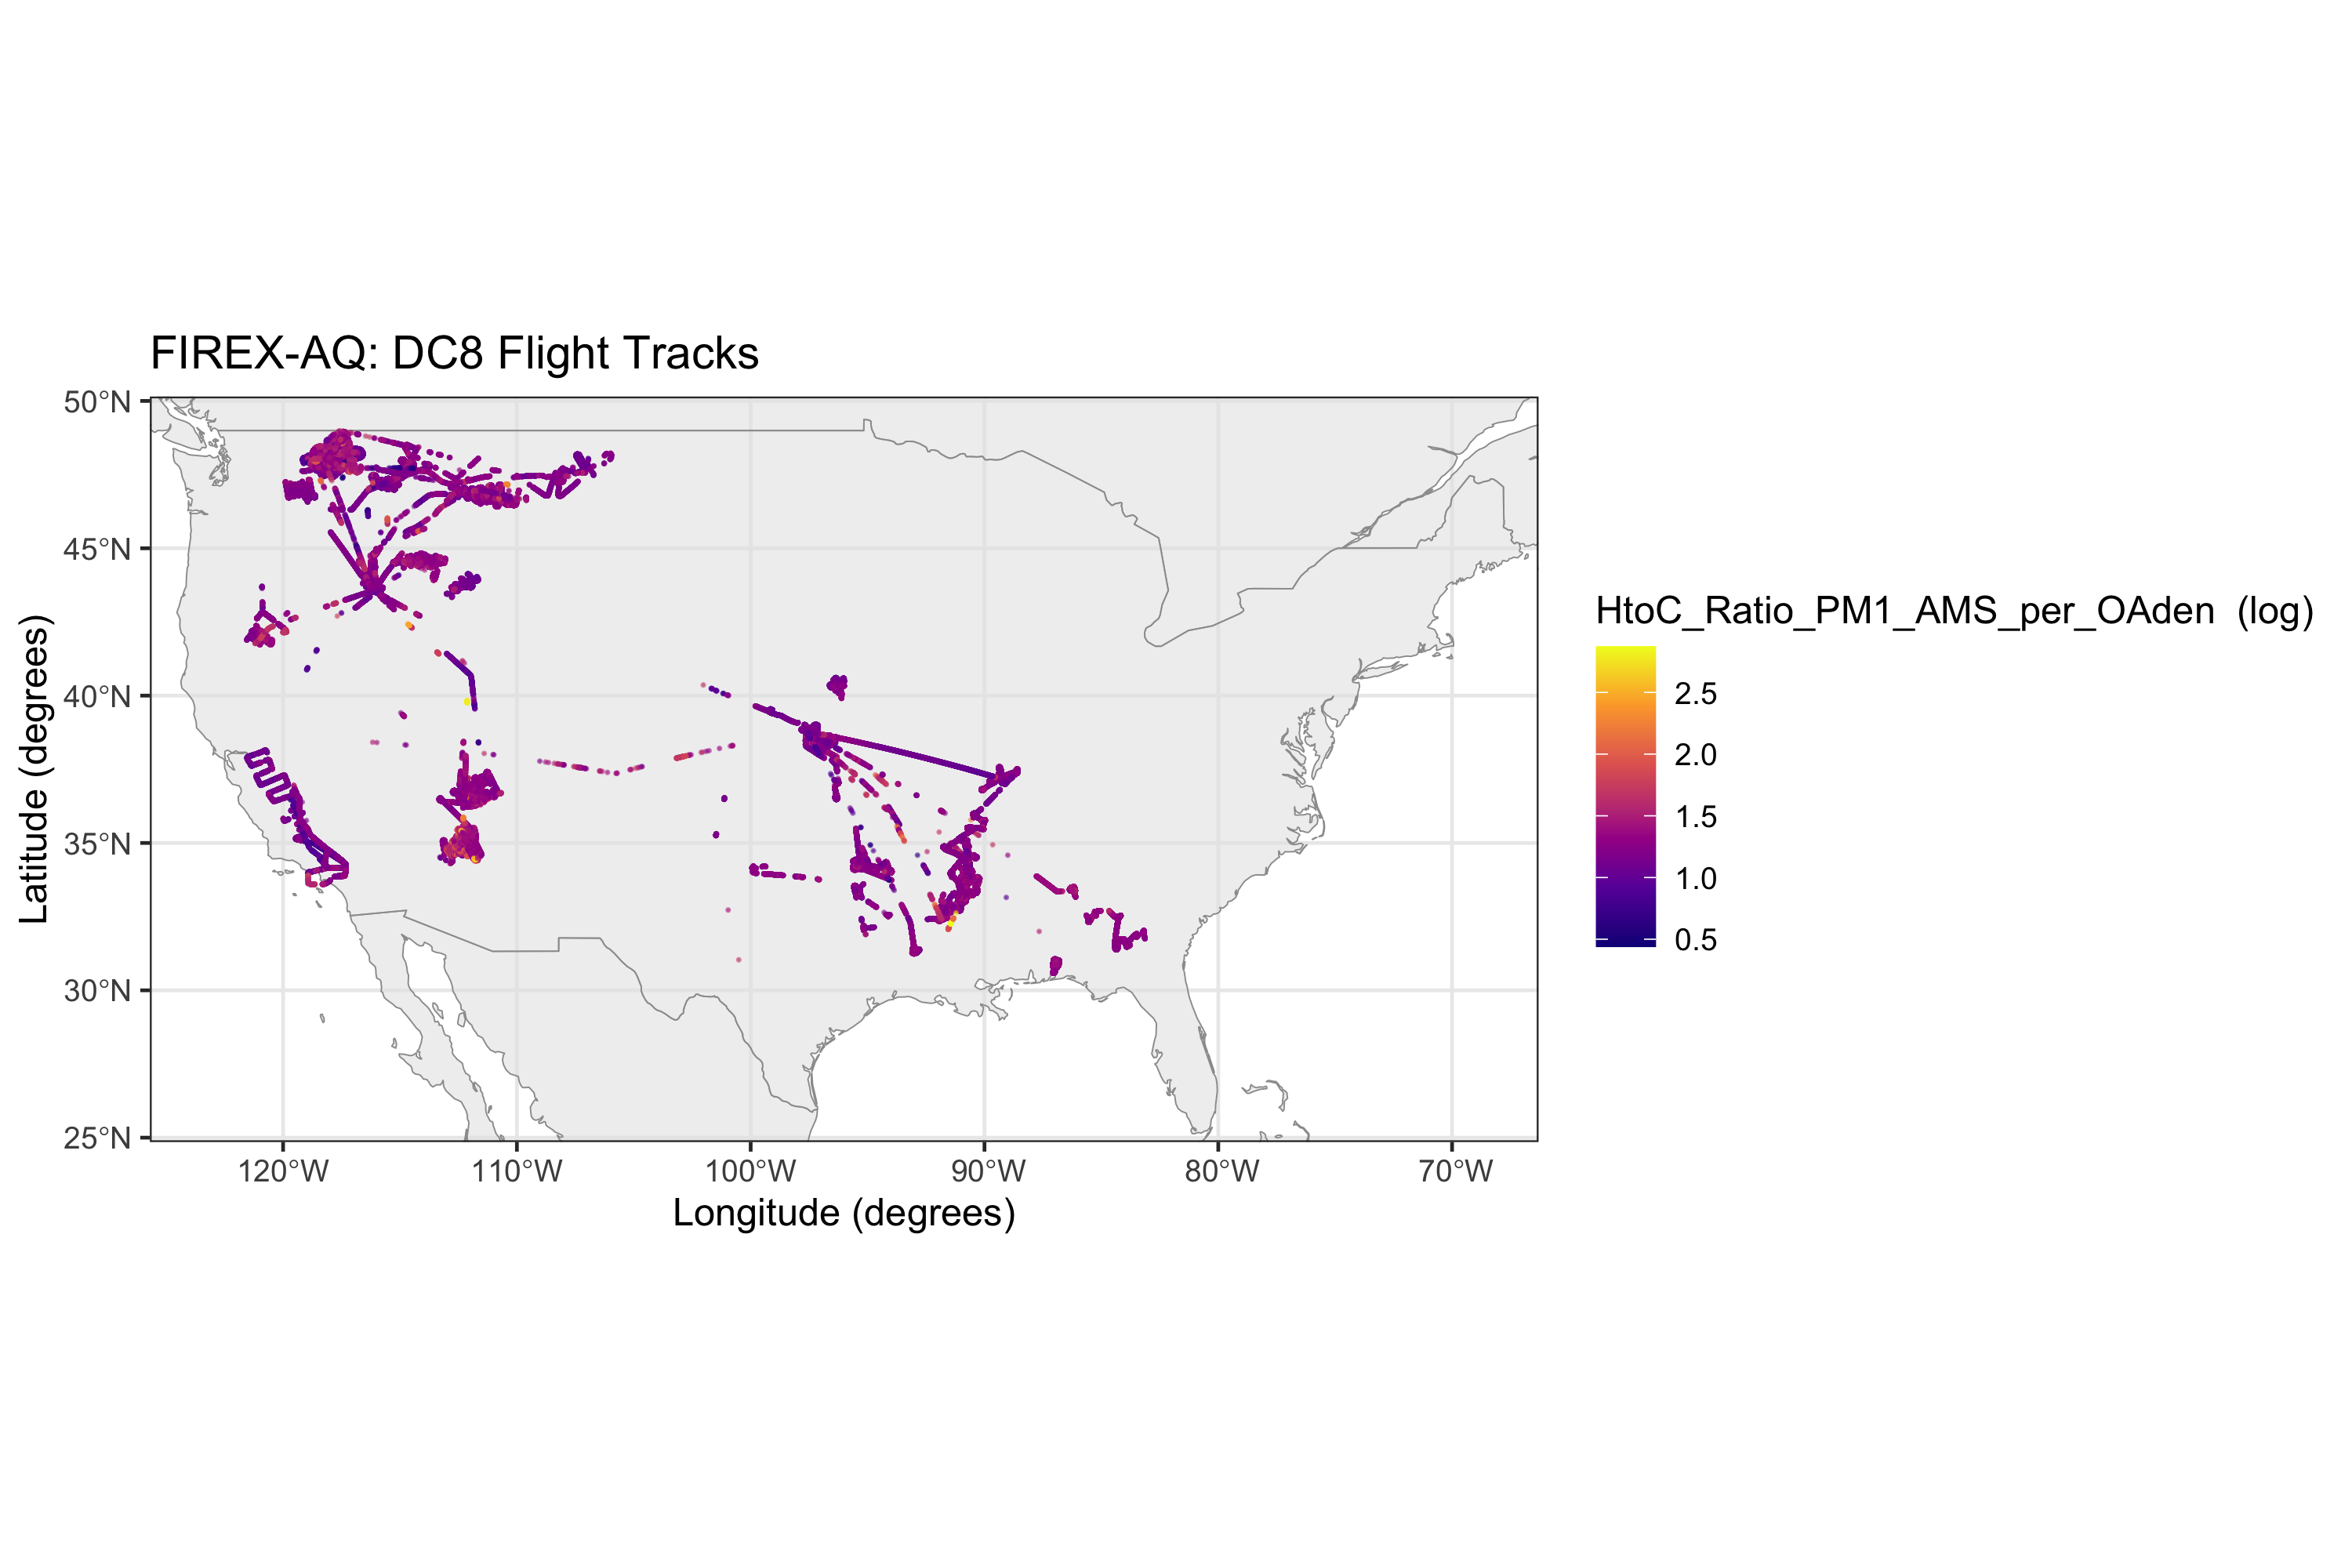 FIREX-AQ: DC8 Flight Tracks
50°N
45°N
40°N
35°N
30°N
25°N
Latitude (degrees)
120°W 110°W 100°W 90°W 80°W 70°W
Longitude (degrees)
HtoC_Ratio_PM1_AMS_per_OAden (log)
2.5
2.0
1.5
1.0
0.5